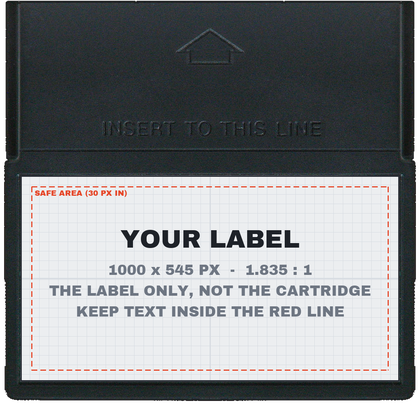 INSERT TO THIS LINE
SAFE AREA (30 PX IN)
YOUR LABEL
1000 x 545 PX - 1.835 : 1
THE LABEL ONLY, NOT THE CARTRIDGE
KEEP TEXT INSIDE THE RED LINE